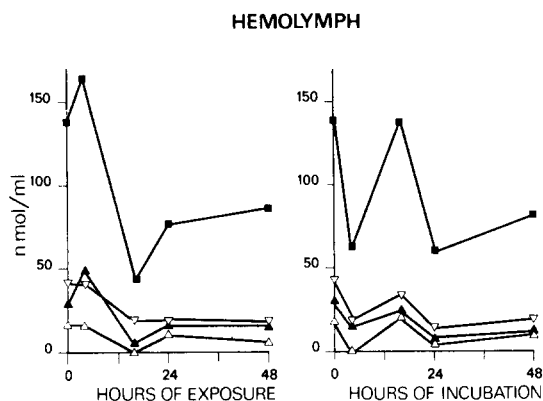 HEMOLYMPH
nmol/ml
150
100
50
0
0 24 48
HOURS OF EXPOSURE
150
100
50
0
0 24 48
HOURS OF INCUBATION